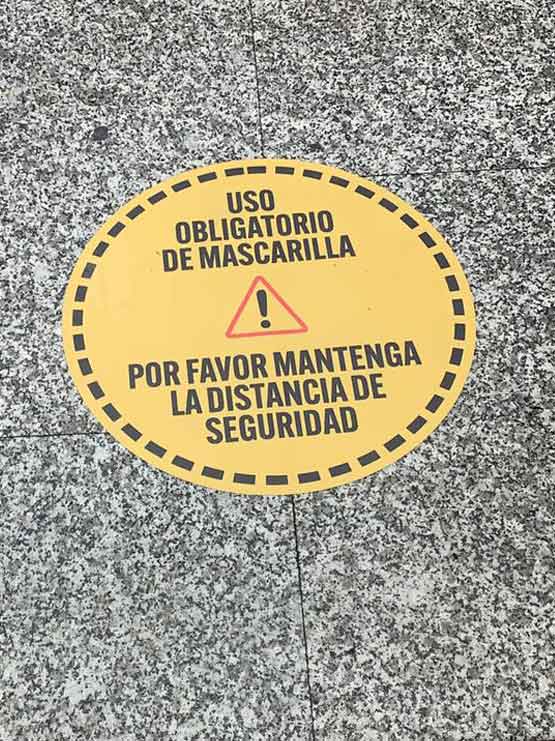 USO
OBLIGATORIO
DE MASCARILLA
!
POR FAVOR MANTENGA
LA DISTANCIA DE
SEGURIDAD